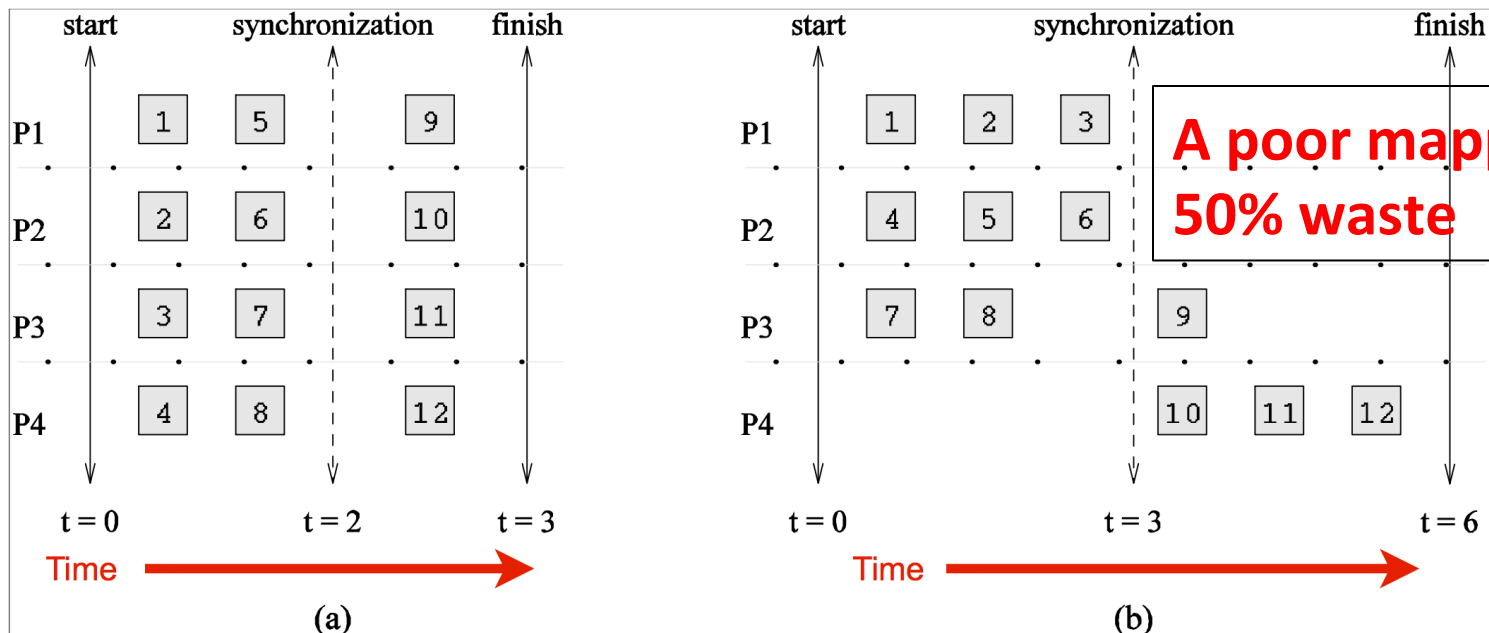 start synchronization finish
P1 1 5 9
P2 2 6 10
P3 3 7 11
P4 4 8 12
t = 0 t = 2 t = 3
Time
(a)
start synchronization finish
P1 1 2 3
A poor mapp
50% waste
P2 4 5 6
P3 7 8 9
P4 10 11 12
t = 0 t = 3 t = 6
Time
(b)